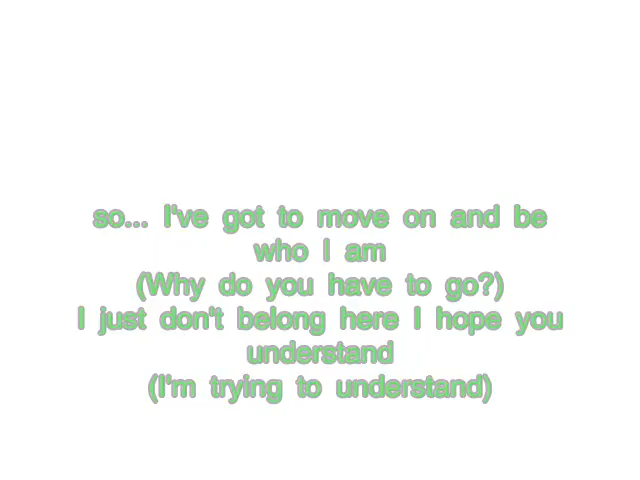 so... I've got to move on and be
who I am
(Why do you have to go?)
I just don't belong here I hope you
understand
(I'm trying to understand)